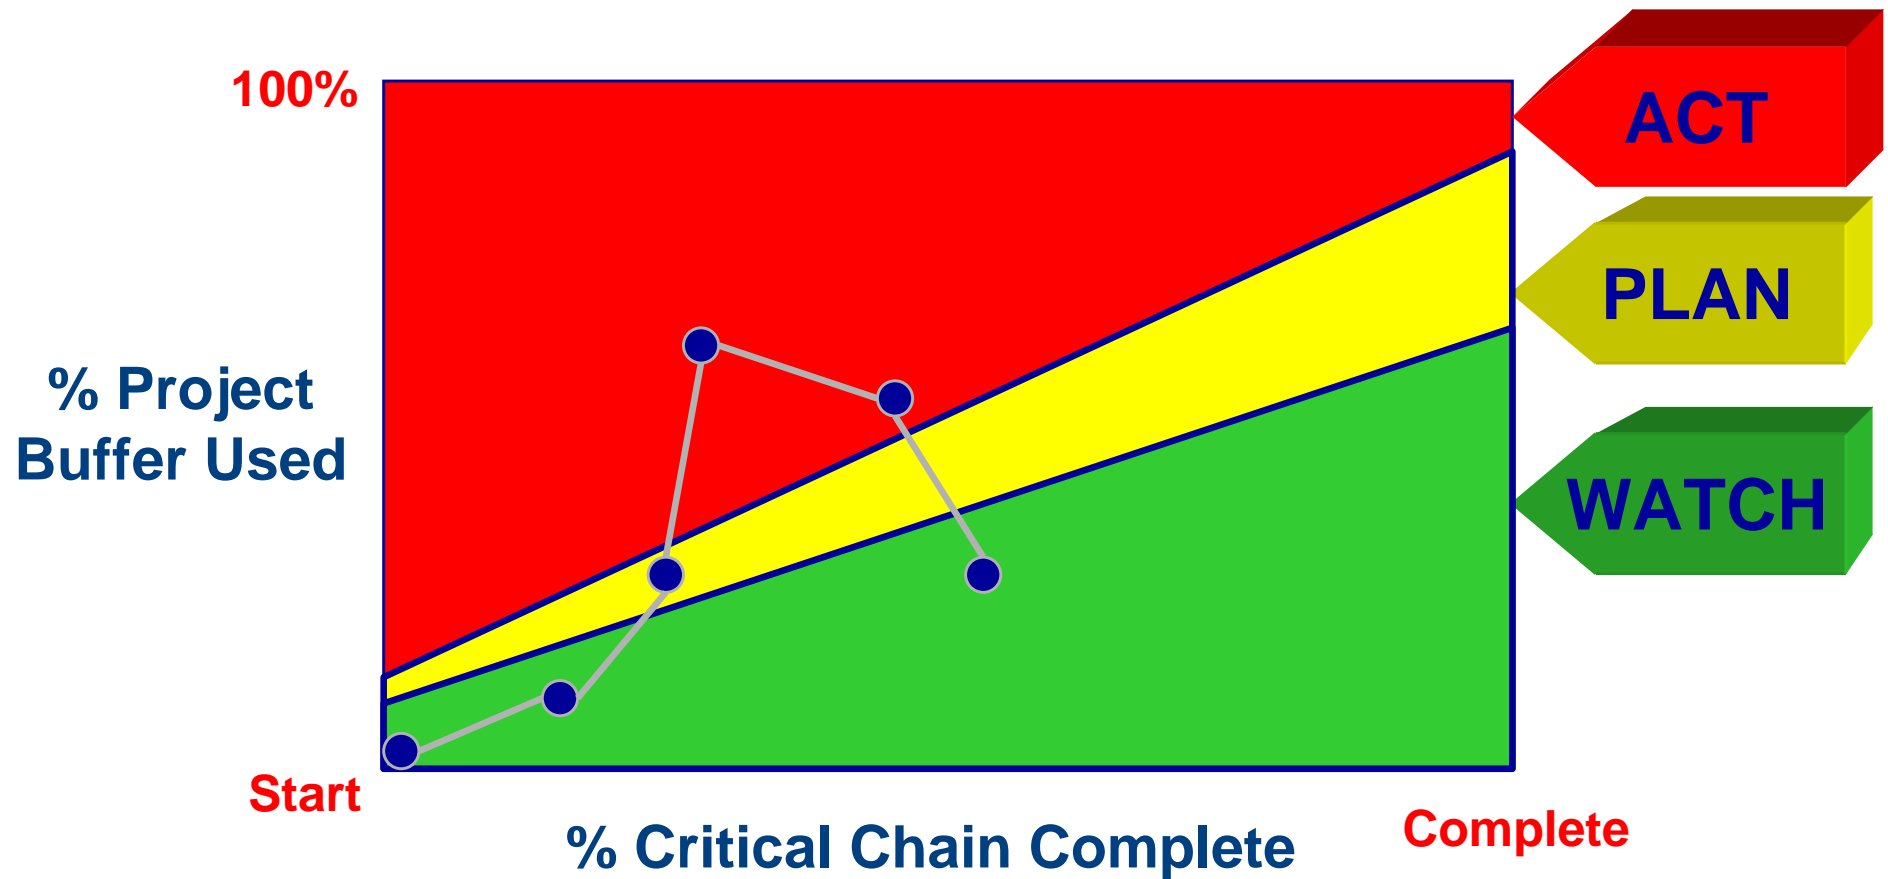 100%
ACT
PLAN
% Project
Buffer Used
WATCH
Start
Complete
% Critical Chain Complete